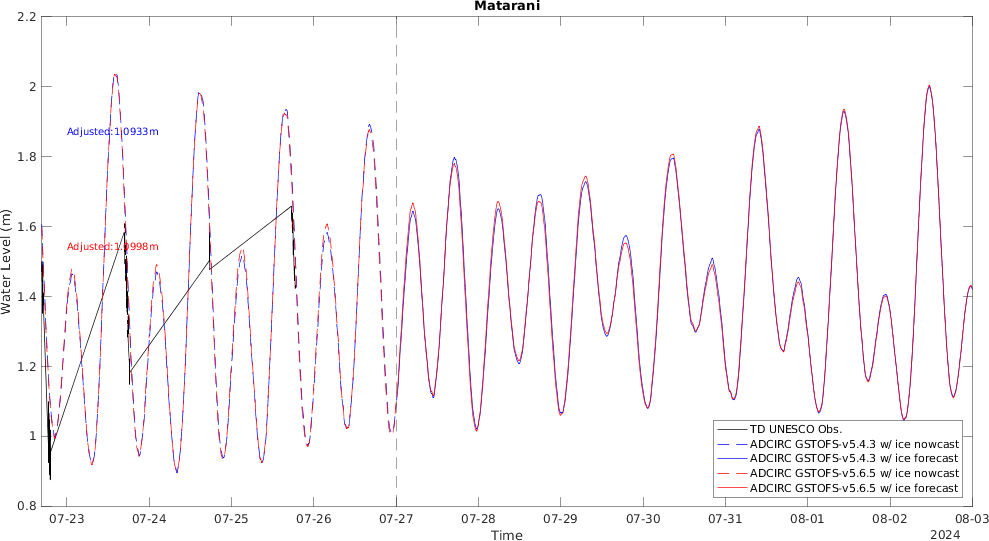 Matarani
2.2
2
1.8
1.6
1.4
1.2
1
0.8
Water Level (m)
Adjusted:1.0933m
Adjusted:1.0998m
TD UNESCO Obs.
ADCIRC GSTOFS-v5.4.3 w/ ice nowcast
ADCIRC GSTOFS-v5.4.3 w/ ice forecast
ADCIRC GSTOFS-v5.6.5 w/ ice nowcast
ADCIRC GSTOFS-v5.6.5 w/ ice forecast
07-23 07-24 07-25 07-26 07-27 07-28 07-29 07-30 07-31 08-01 08-02 08-03
Time
2024